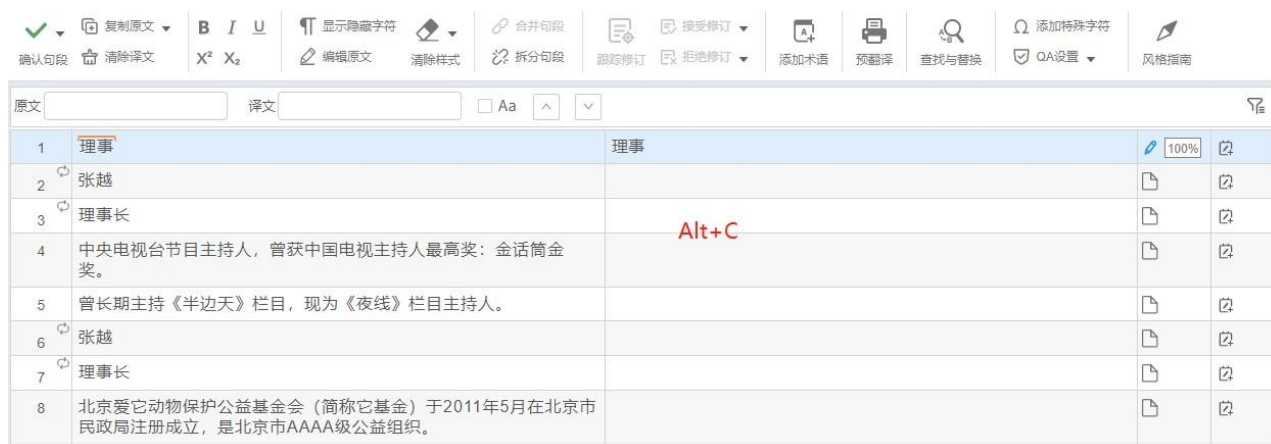 复制原文 B I U 显示隐藏字符 合并句段 接受修订 Ω 添加特殊字符
确认句段 清除译文 X² X₂ 编辑原文 清除样式 拆分句段 跟踪修订 拒绝修订 添加术语 预翻译 查找与替换 QA设置 风格指南
原文 译文 Aa
1 理事 理事 100%
2 张越
3 理事长
Alt+C
4 中央电视台节目主持人，曾获中国电视主持人最高奖：金话筒金
奖。
5 曾长期主持《半边天》栏目，现为《夜线》栏目主持人。
6 张越
7 理事长
8 北京爱它动物保护公益基金会（简称它基金）于2011年5月在北京市
民政局注册成立，是北京市AAAA级公益组织。